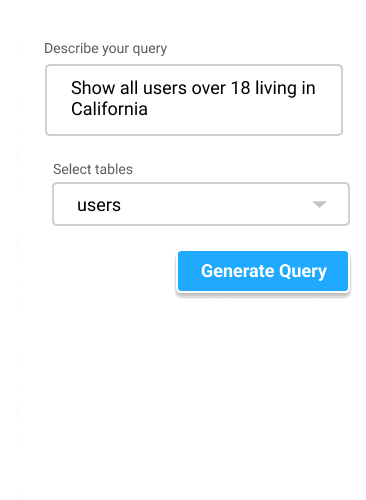 Describe your query
Show all users over 18 living in
California
Select tables
users
Generate Query